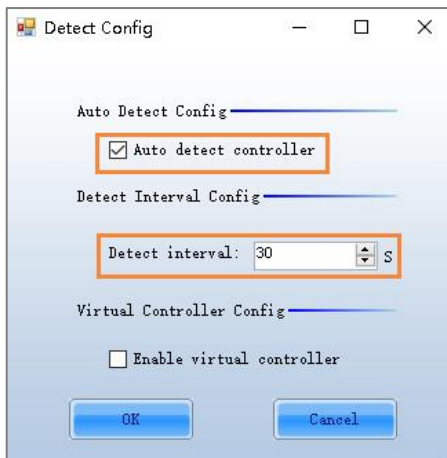 Detect Config
Auto Detect Config
Auto detect controller
Detect Interval Config
Detect interval: 30 S
Virtual Controller Config
Enable virtual controller
OK Cancel